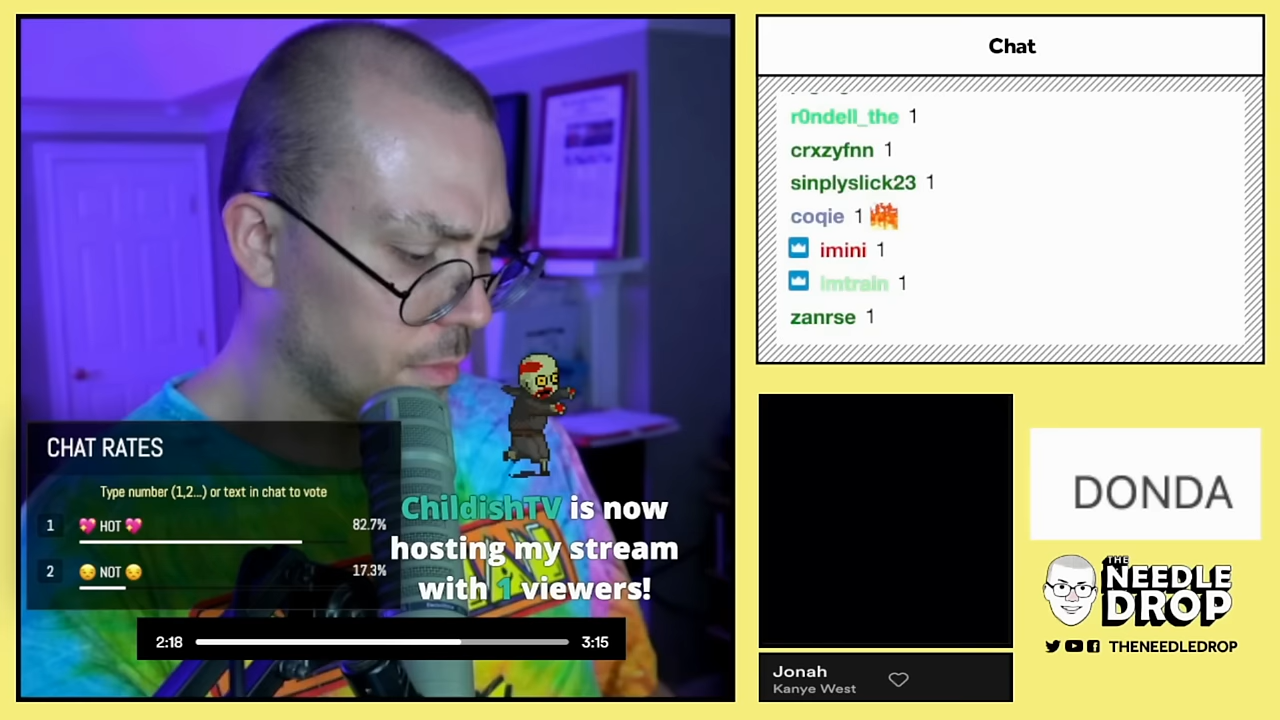 Chat
r0ndell_the 1
crxzyfnn 1
sinplyslick23 1
coqie 1
imini 1
lmtrain 1
zanrse 1
CHAT RATES
Type number (1,2...) or text in chat to vote
1 💖 HOT 💖 82.7%
2 😒 NOT 😒 17.3%
ChildishTV is now
hosting my stream
with 1 viewers!
2:18 3:15
DONDA
THE
NEEDLE
DROP
THENEEDLEDROP
Jonah
Kanye West